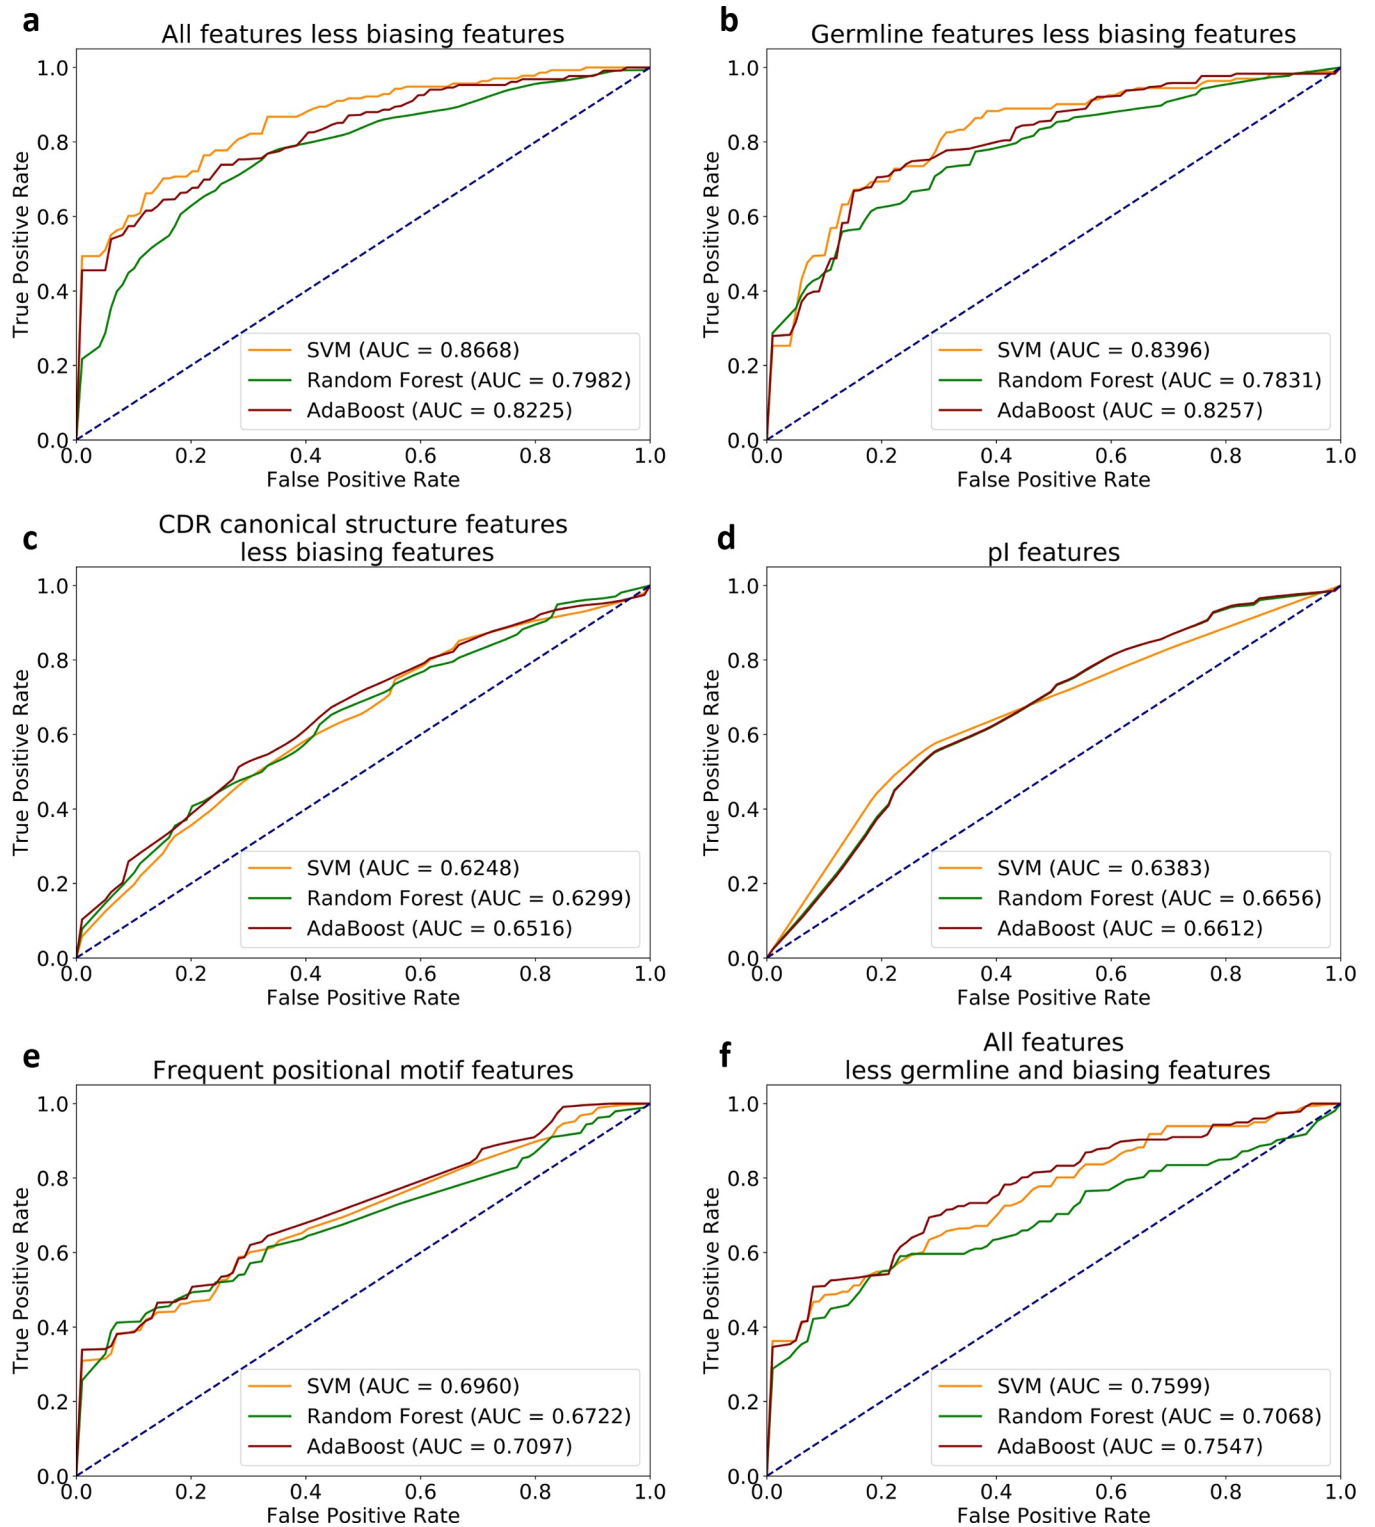 a
All features less biasing features
True Positive Rate
1.0
0.8
0.6
0.4
0.2
0.0
SVM (AUC = 0.8668)
Random Forest (AUC = 0.7982)
AdaBoost (AUC = 0.8225)
0.0 0.2 0.4 0.6 0.8 1.0
False Positive Rate
b
Germline features less biasing features
True Positive Rate
1.0
0.8
0.6
0.4
0.2
0.0
SVM (AUC = 0.8396)
Random Forest (AUC = 0.7831)
AdaBoost (AUC = 0.8257)
0.0 0.2 0.4 0.6 0.8 1.0
False Positive Rate
c
CDR canonical structure features
less biasing features
True Positive Rate
1.0
0.8
0.6
0.4
0.2
0.0
SVM (AUC = 0.6248)
Random Forest (AUC = 0.6299)
AdaBoost (AUC = 0.6516)
0.0 0.2 0.4 0.6 0.8 1.0
False Positive Rate
d
pI features
True Positive Rate
1.0
0.8
0.6
0.4
0.2
0.0
SVM (AUC = 0.6383)
Random Forest (AUC = 0.6656)
AdaBoost (AUC = 0.6612)
0.0 0.2 0.4 0.6 0.8 1.0
False Positive Rate
e
Frequent positional motif features
True Positive Rate
1.0
0.8
0.6
0.4
0.2
0.0
SVM (AUC = 0.6960)
Random Forest (AUC = 0.6722)
AdaBoost (AUC = 0.7097)
0.0 0.2 0.4 0.6 0.8 1.0
False Positive Rate
f
All features
less germline and biasing features
True Positive Rate
1.0
0.8
0.6
0.4
0.2
0.0
SVM (AUC = 0.7599)
Random Forest (AUC = 0.7068)
AdaBoost (AUC = 0.7547)
0.0 0.2 0.4 0.6 0.8 1.0
False Positive Rate